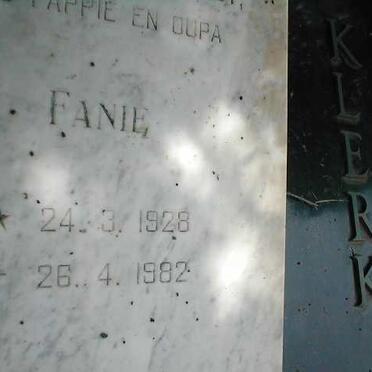 PAPPIE EN OUPA
FANIE
* 24. 3. 1928
26. 4. 1982
KLERK